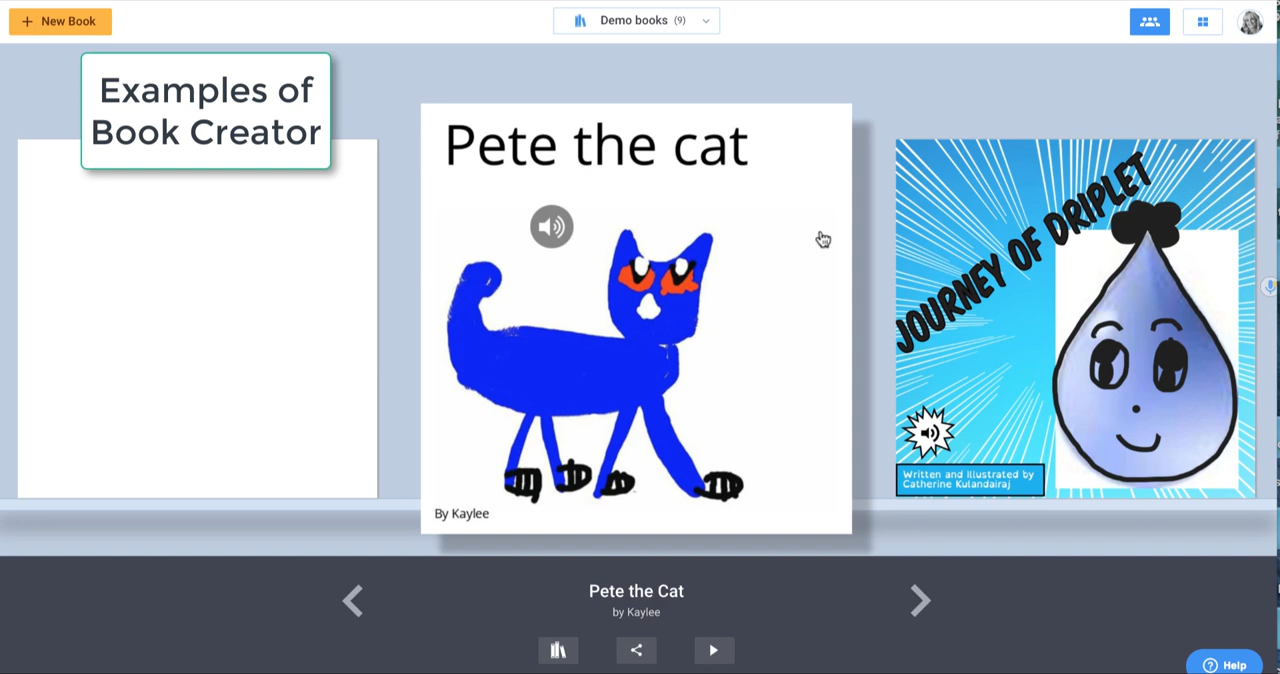 + New Book
Demo books (9)
Examples of
Book Creator
Pete the cat
By Kaylee
JOURNEY OF DRIPLET
Written and Illustrated by
Catherine Kulandairaj
Pete the Cat
by Kaylee
? Help